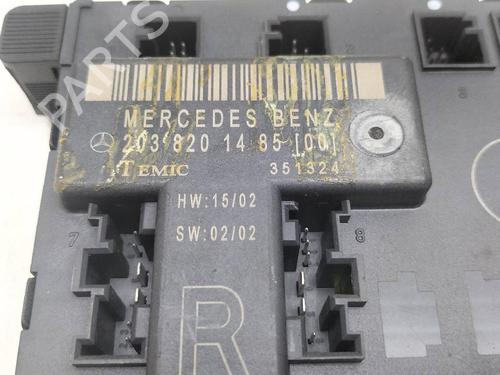 PARTS
MERCEDES BENZ
203 820 14 85 [00]
TEMIC 351324
HW:15/02
SW:02/02
7 8
R